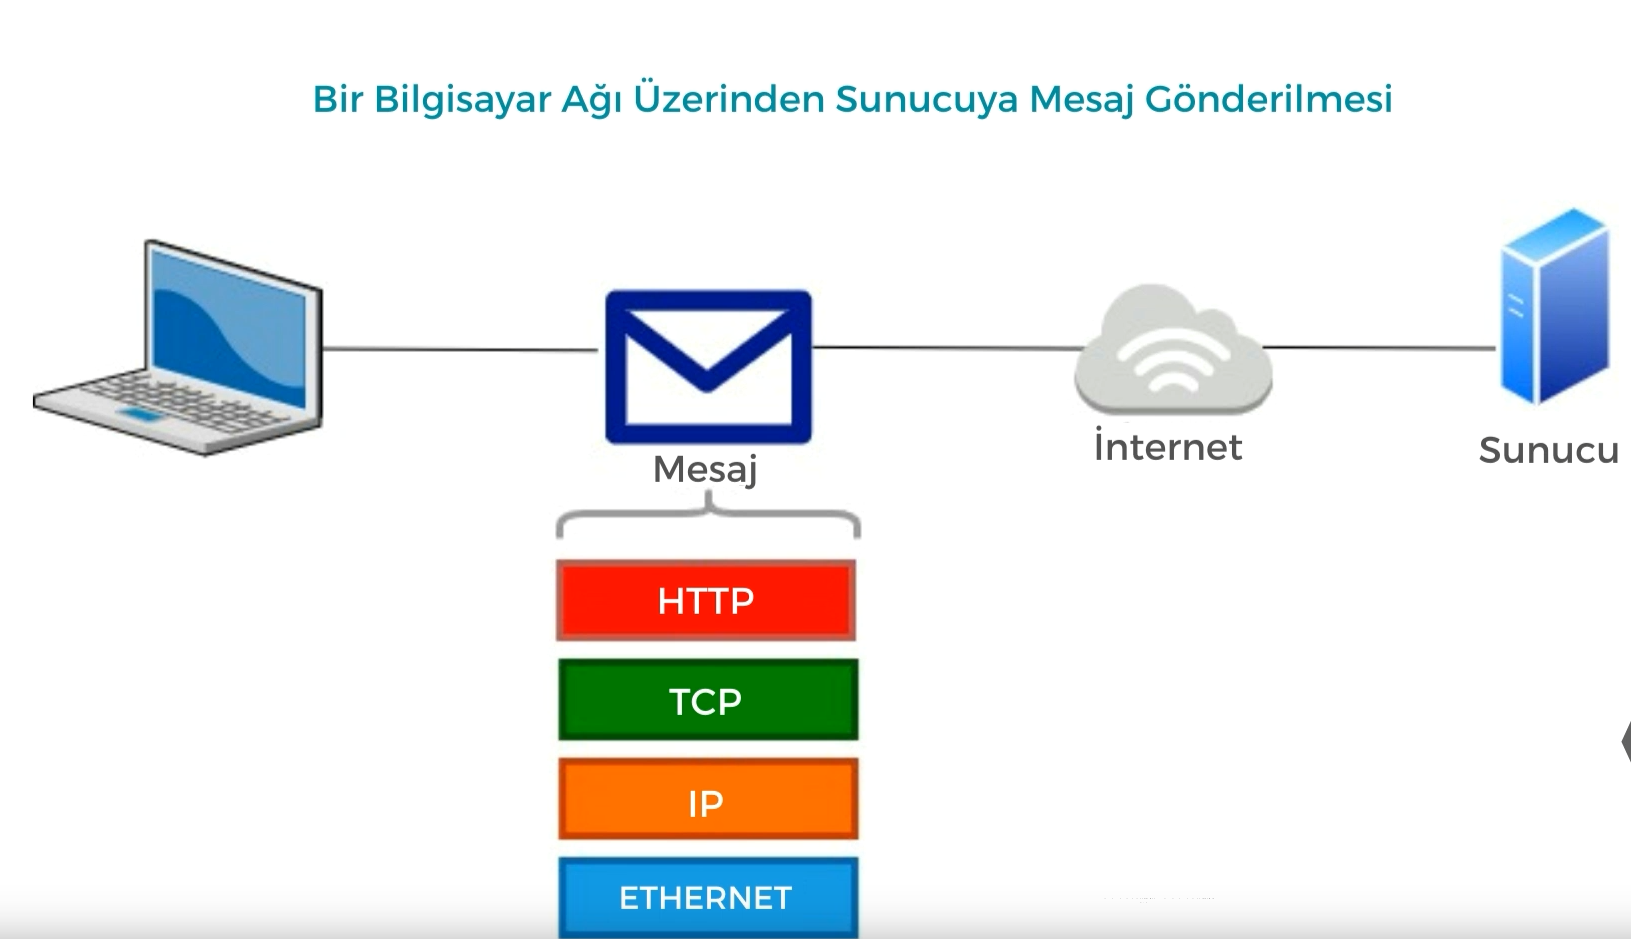 Bir Bilgisayar Ağı Üzerinden Sunucuya Mesaj Gönderilmesi
Mesaj
İnternet
Sunucu
HTTP
TCP
IP
ETHERNET